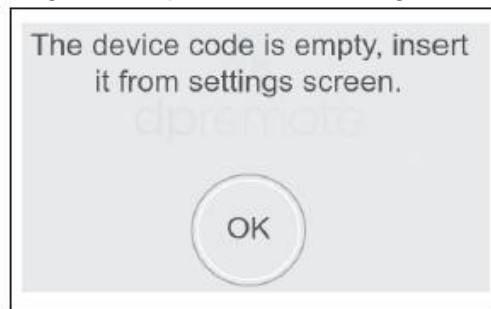 The device code is empty, insert
it from settings screen.
dpremote
OK